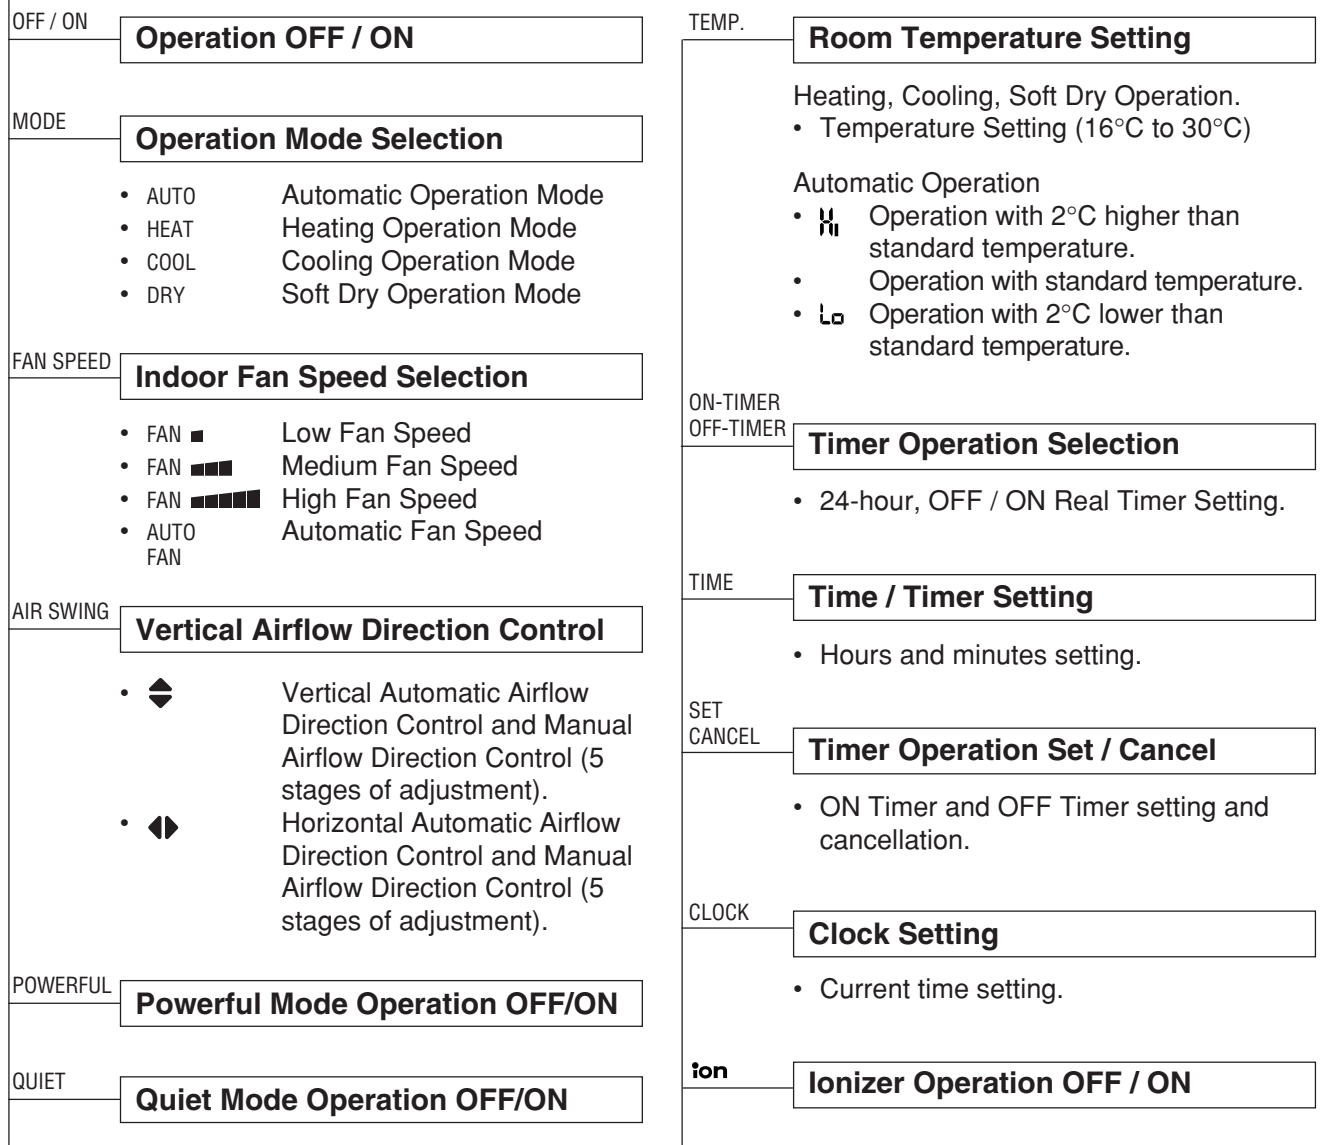 OFF / ON
Operation OFF / ON
MODE
Operation Mode Selection
• AUTO Automatic Operation Mode
• HEAT Heating Operation Mode
• COOL Cooling Operation Mode
• DRY Soft Dry Operation Mode
FAN SPEED
Indoor Fan Speed Selection
• FAN Low Fan Speed
• FAN Medium Fan Speed
• FAN High Fan Speed
• AUTO Automatic Fan Speed
FAN
AIR SWING
Vertical Airflow Direction Control
• Vertical Automatic Airflow
Direction Control and Manual
Airflow Direction Control (5
stages of adjustment).
• Horizontal Automatic Airflow
Direction Control and Manual
Airflow Direction Control (5
stages of adjustment).
POWERFUL
Powerful Mode Operation OFF/ON
QUIET
Quiet Mode Operation OFF/ON
TEMP.
Room Temperature Setting
Heating, Cooling, Soft Dry Operation.
• Temperature Setting (16°C to 30°C)
Automatic Operation
• HI Operation with 2°C higher than
standard temperature.
• Operation with standard temperature.
• Lo Operation with 2°C lower than
standard temperature.
ON-TIMER
OFF-TIMER
Timer Operation Selection
• 24-hour, OFF / ON Real Timer Setting.
TIME
Time / Timer Setting
• Hours and minutes setting.
SET
CANCEL
Timer Operation Set / Cancel
• ON Timer and OFF Timer setting and
cancellation.
CLOCK
Clock Setting
• Current time setting.
ion
Ionizer Operation OFF / ON